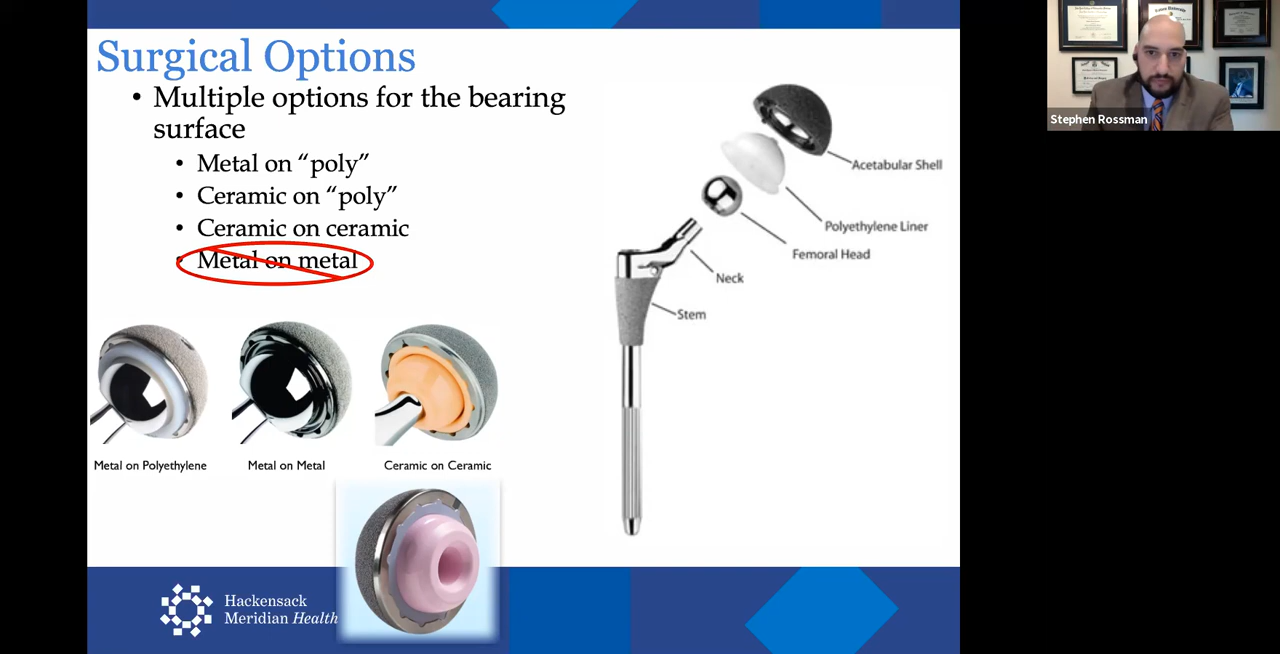 Surgical Options
• Multiple options for the bearing
surface
• Metal on “poly”
• Ceramic on “poly”
• Ceramic on ceramic
• Metal on metal
Acetabular Shell
Polyethylene Liner
Femoral Head
Neck
Stem
Metal on Polyethylene
Metal on Metal
Ceramic on Ceramic
Hackensack
Meridian Health
Stephen Rossman